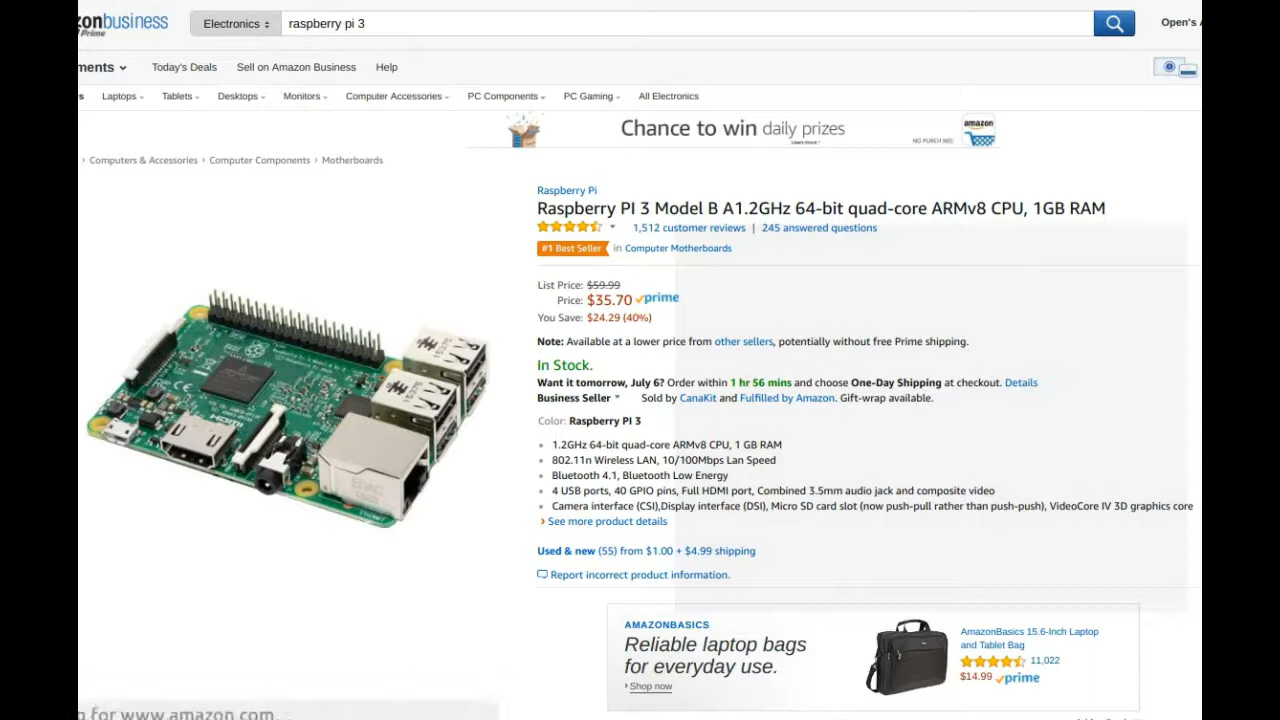 zonbusiness
Prime
Electronics
raspberry pi 3
Open's A
ments
Today's Deals
Sell on Amazon Business
Help
s
Laptops
Tablets
Desktops
Monitors
Computer Accessories
PC Components
PC Gaming
All Electronics
Chance to win daily prizes
Learn more ›
NO PURCH NEC
amazon
› Computers & Accessories › Computer Components › Motherboards
Raspberry Pi
Raspberry PI 3 Model B A1.2GHz 64-bit quad-core ARMv8 CPU, 1GB RAM
1,512 customer reviews | 245 answered questions
#1 Best Seller in Computer Motherboards
List Price: $59.99
Price: $35.70 prime
You Save: $24.29 (40%)
Note: Available at a lower price from other sellers, potentially without free Prime shipping.
In Stock.
Want it tomorrow, July 6? Order within 1 hr 56 mins and choose One-Day Shipping at checkout. Details
Business Seller Sold by CanaKit and Fulfilled by Amazon. Gift-wrap available.
Color: Raspberry PI 3
• 1.2GHz 64-bit quad-core ARMv8 CPU, 1 GB RAM
• 802.11n Wireless LAN, 10/100Mbps Lan Speed
• Bluetooth 4.1, Bluetooth Low Energy
• 4 USB ports, 40 GPIO pins, Full HDMI port, Combined 3.5mm audio jack and composite video
• Camera interface (CSI),Display interface (DSI), Micro SD card slot (now push-pull rather than push-push), VideoCore IV 3D graphics core
› See more product details
Used & new (55) from $1.00 + $4.99 shipping
Report incorrect product information.
HDMI
ETHERNET
AMAZONBASICS
Reliable laptop bags
for everyday use.
› Shop now
AmazonBasics 15.6-Inch Laptop
and Tablet Bag
11,022
$14.99 prime
for www.amazon.com...